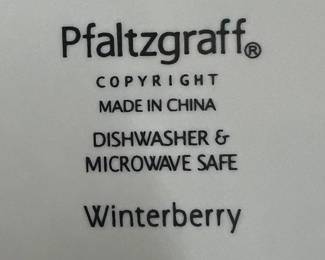 Pfaltzgraff®
COPYRIGHT
MADE IN CHINA
DISHWASHER &
MICROWAVE SAFE
Winterberry